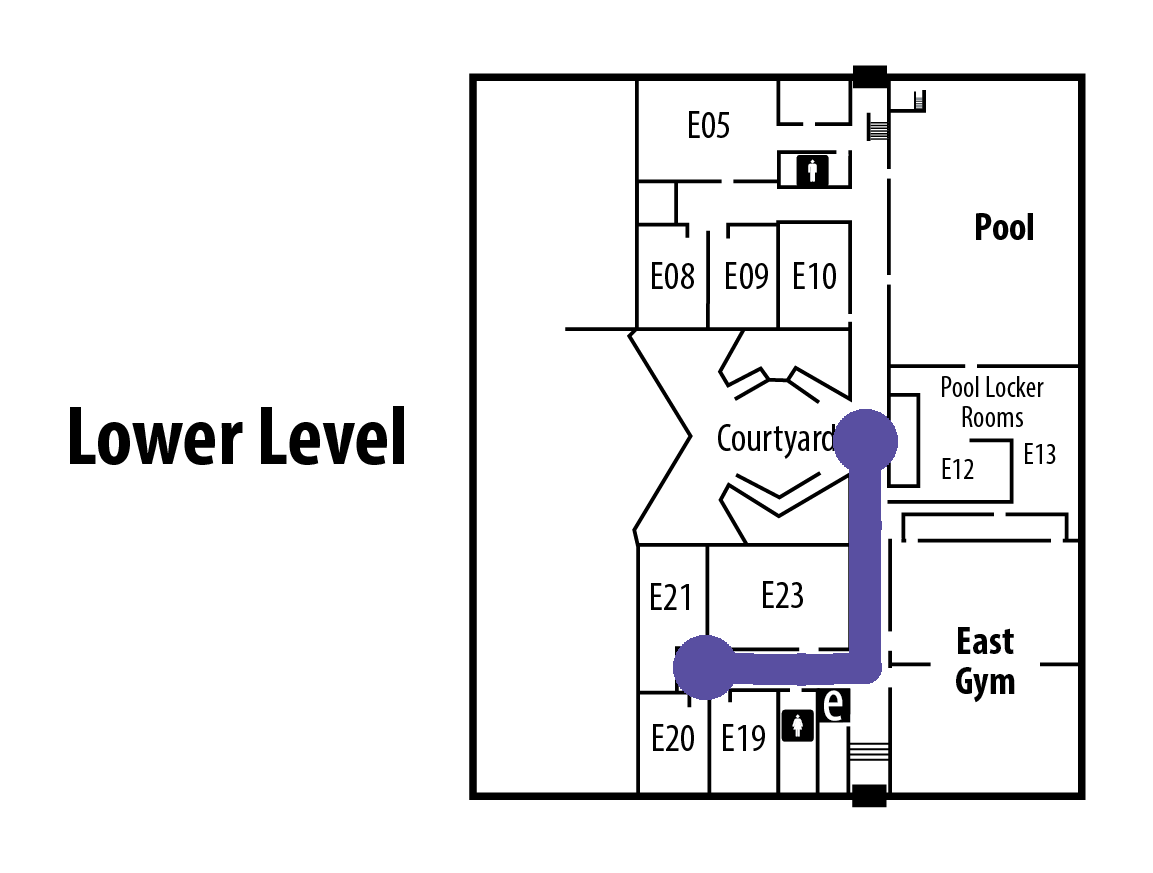 E05
Pool
E08
E09
E10
Pool Locker
Rooms
Lower Level
Courtyard
E12
E13
E21
E23
East
Gym
e
E20
E19